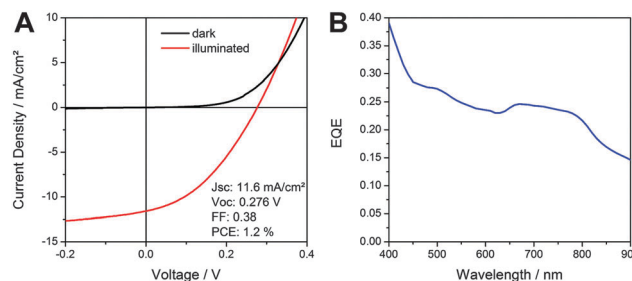 A
dark
illuminated
Current Density / mA/cm²
10
5
0
-5
-10
-15
-0.2
0.0
0.2
0.4
Voltage / V
Jsc: 11.6 mA/cm²
Voc: 0.276 V
FF: 0.38
PCE: 1.2 %
B
EQE
0.40
0.35
0.30
0.25
0.20
0.15
0.10
0.05
0.00
400
500
600
700
800
900
Wavelength / nm